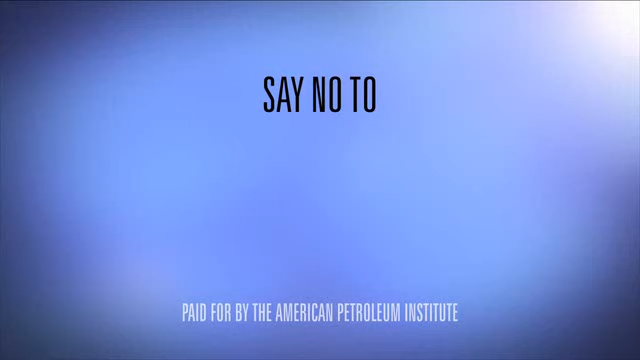 SAY NO TO
PAID FOR BY THE AMERICAN PETROLEUM INSTITUTE